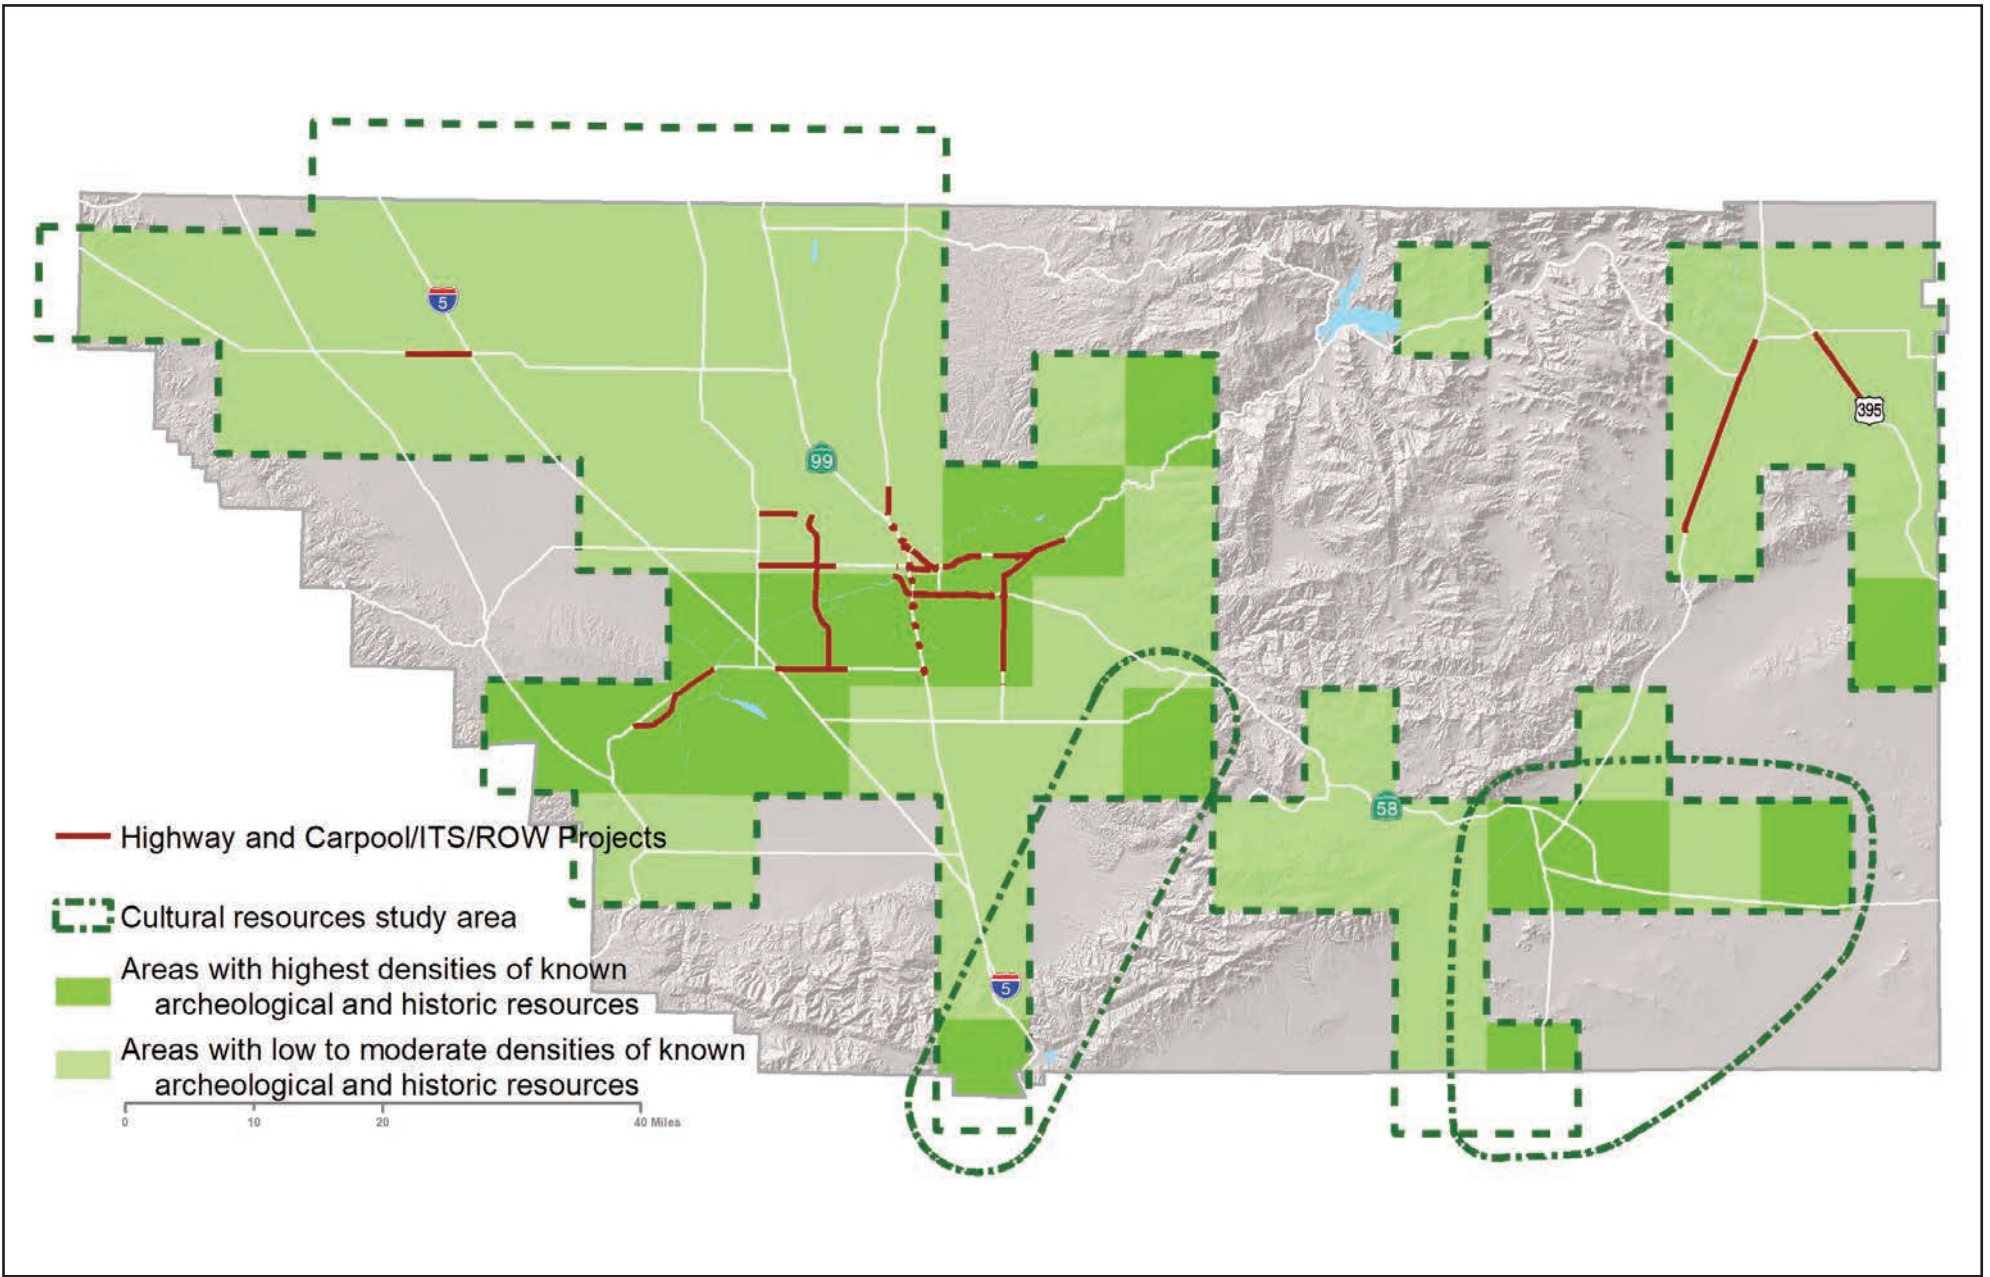 5
99
395
58
5
Highway and Carpool/ITS/ROW Projects
Cultural resources study area
Areas with highest densities of known
archeological and historic resources
Areas with low to moderate densities of known
archeological and historic resources
0 10 20 40 Miles